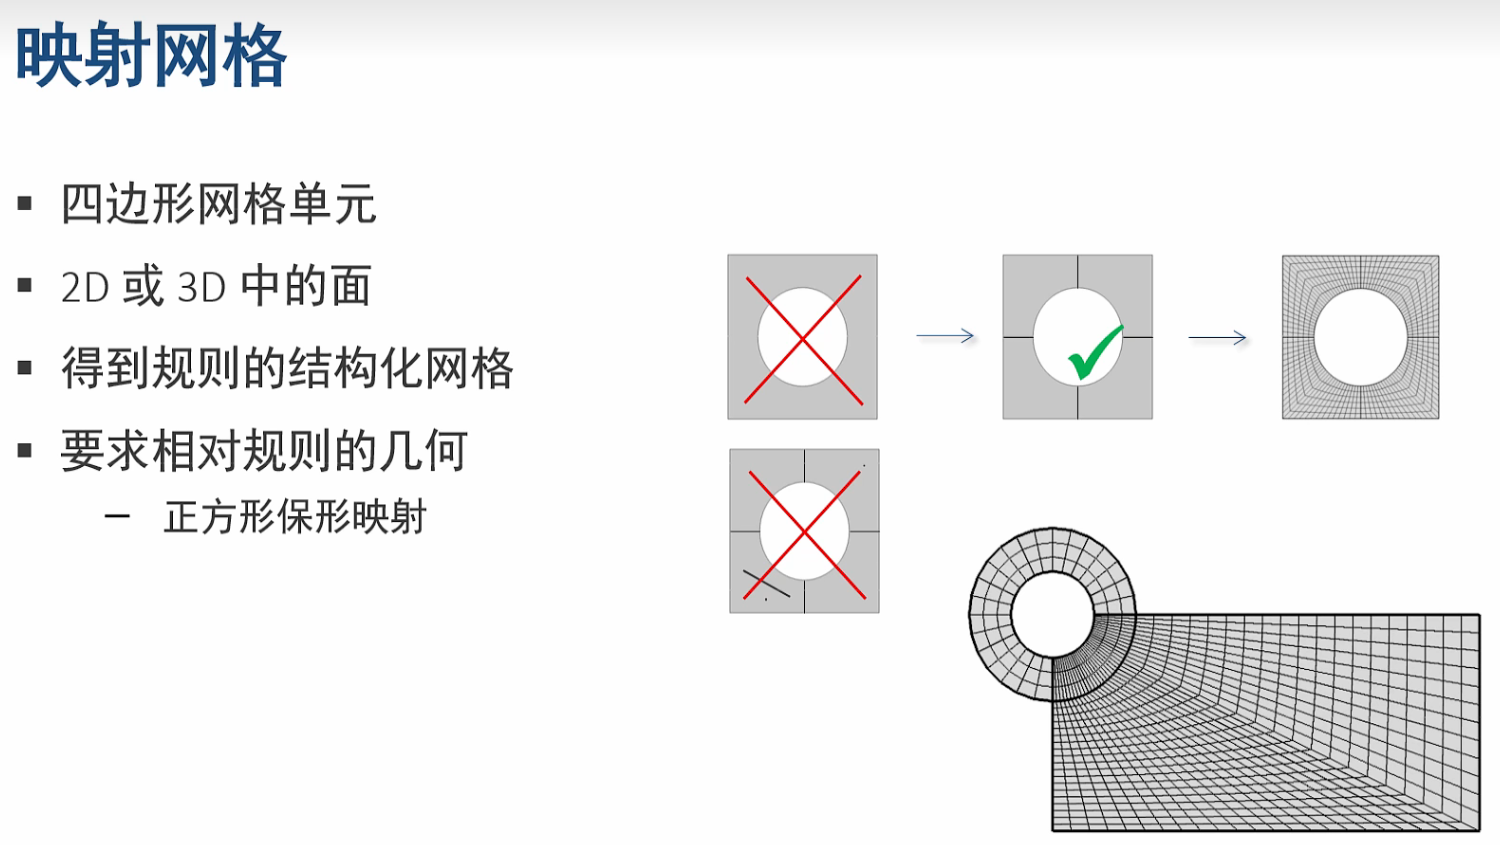 映射网格
▪ 四边形网格单元
▪ 2D 或 3D 中的面
▪ 得到规则的结构化网格
▪ 要求相对规则的几何
– 正方形保形映射